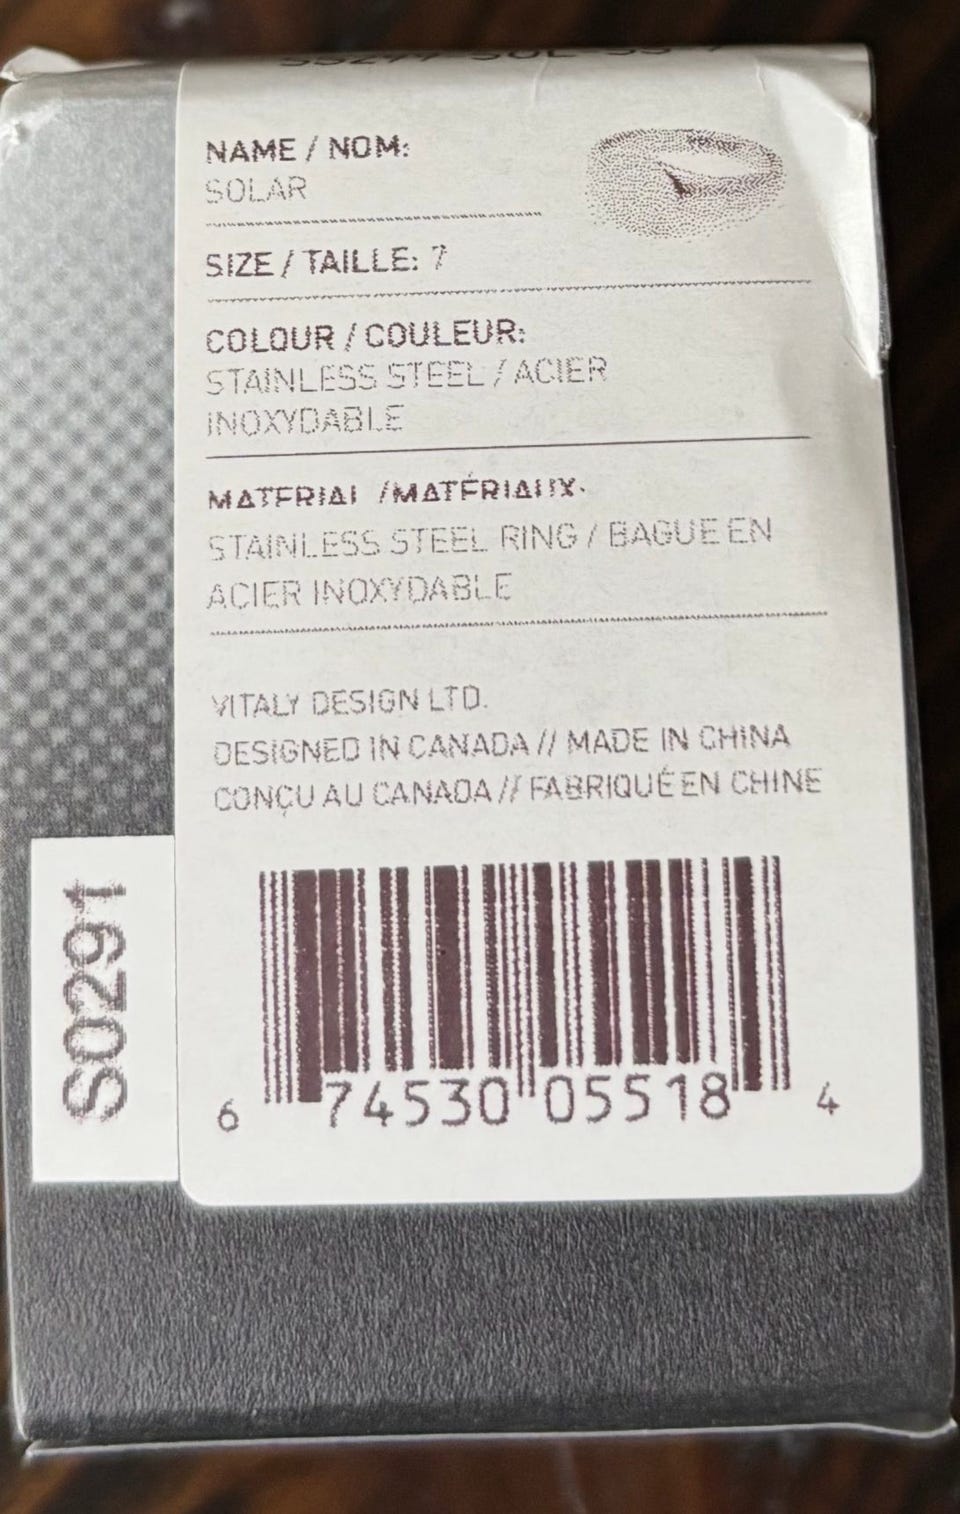 NAME / NOM:
SOLAR
SIZE / TAILLE: 7
COLOUR / COULEUR:
STAINLESS STEEL / ACIER
INOXYDABLE
MATERIAL /MATÉRIAUX:
STAINLESS STEEL RING / BAGUE EN
ACIER INOXYDABLE
VITALY DESIGN LTD.
DESIGNED IN CANADA // MADE IN CHINA
CONÇU AU CANADA // FABRIQUÉ EN CHINE
S0291
6 74530 05518 4